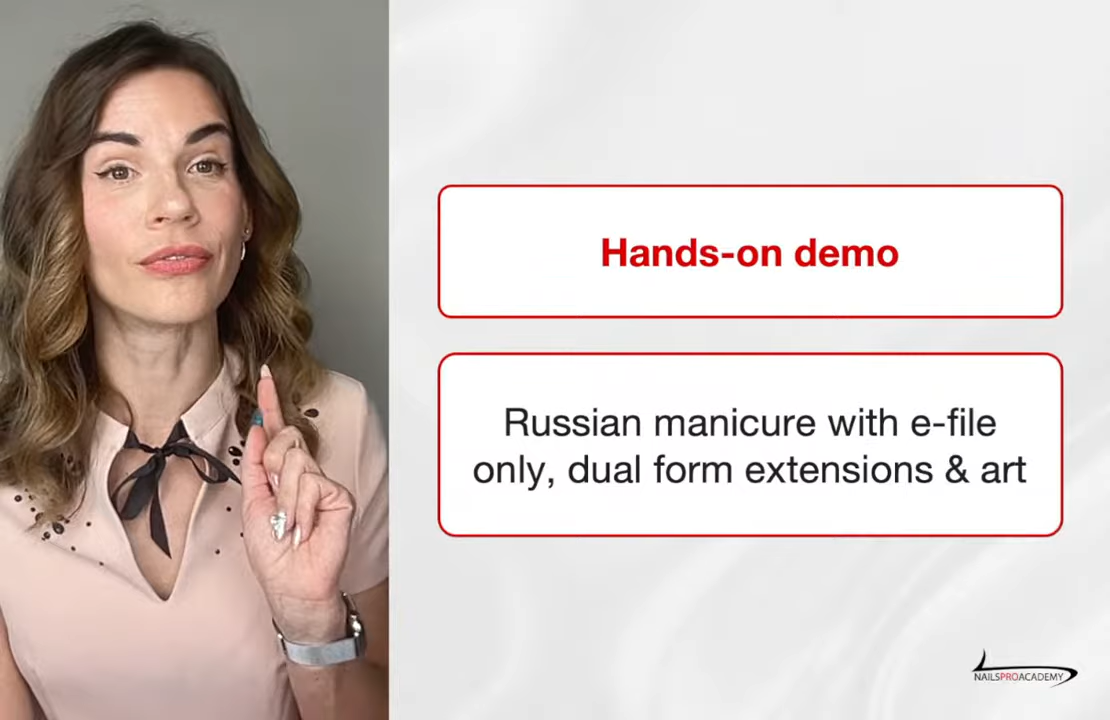 Hands-on demo
Russian manicure with e-file
only, dual form extensions & art
NAILSPROACADEMY